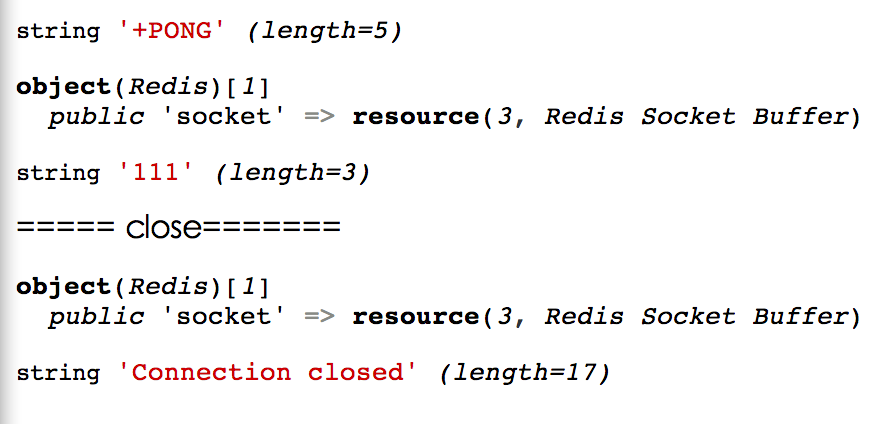 string '+PONG' (length=5)
object(Redis)[1]
public 'socket' => resource(3, Redis Socket Buffer)
string '111' (length=3)
===== close=======
object(Redis)[1]
public 'socket' => resource(3, Redis Socket Buffer)
string 'Connection closed' (length=17)